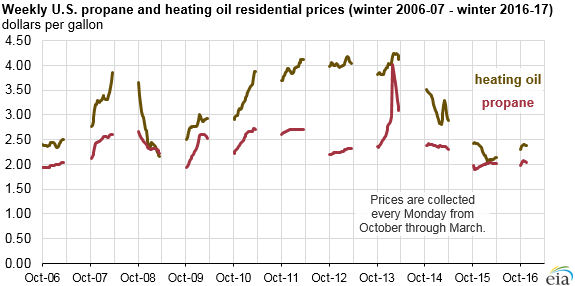 Weekly U.S. propane and heating oil residential prices (winter 2006-07 - winter 2016-17)
dollars per gallon
4.50
4.00
3.50
3.00
2.50
2.00
1.50
1.00
0.50
0.00
heating oil
propane
Prices are collected
every Monday from
October through March.
Oct-06 Oct-07 Oct-08 Oct-09 Oct-10 Oct-11 Oct-12 Oct-13 Oct-14 Oct-15 Oct-16
eia